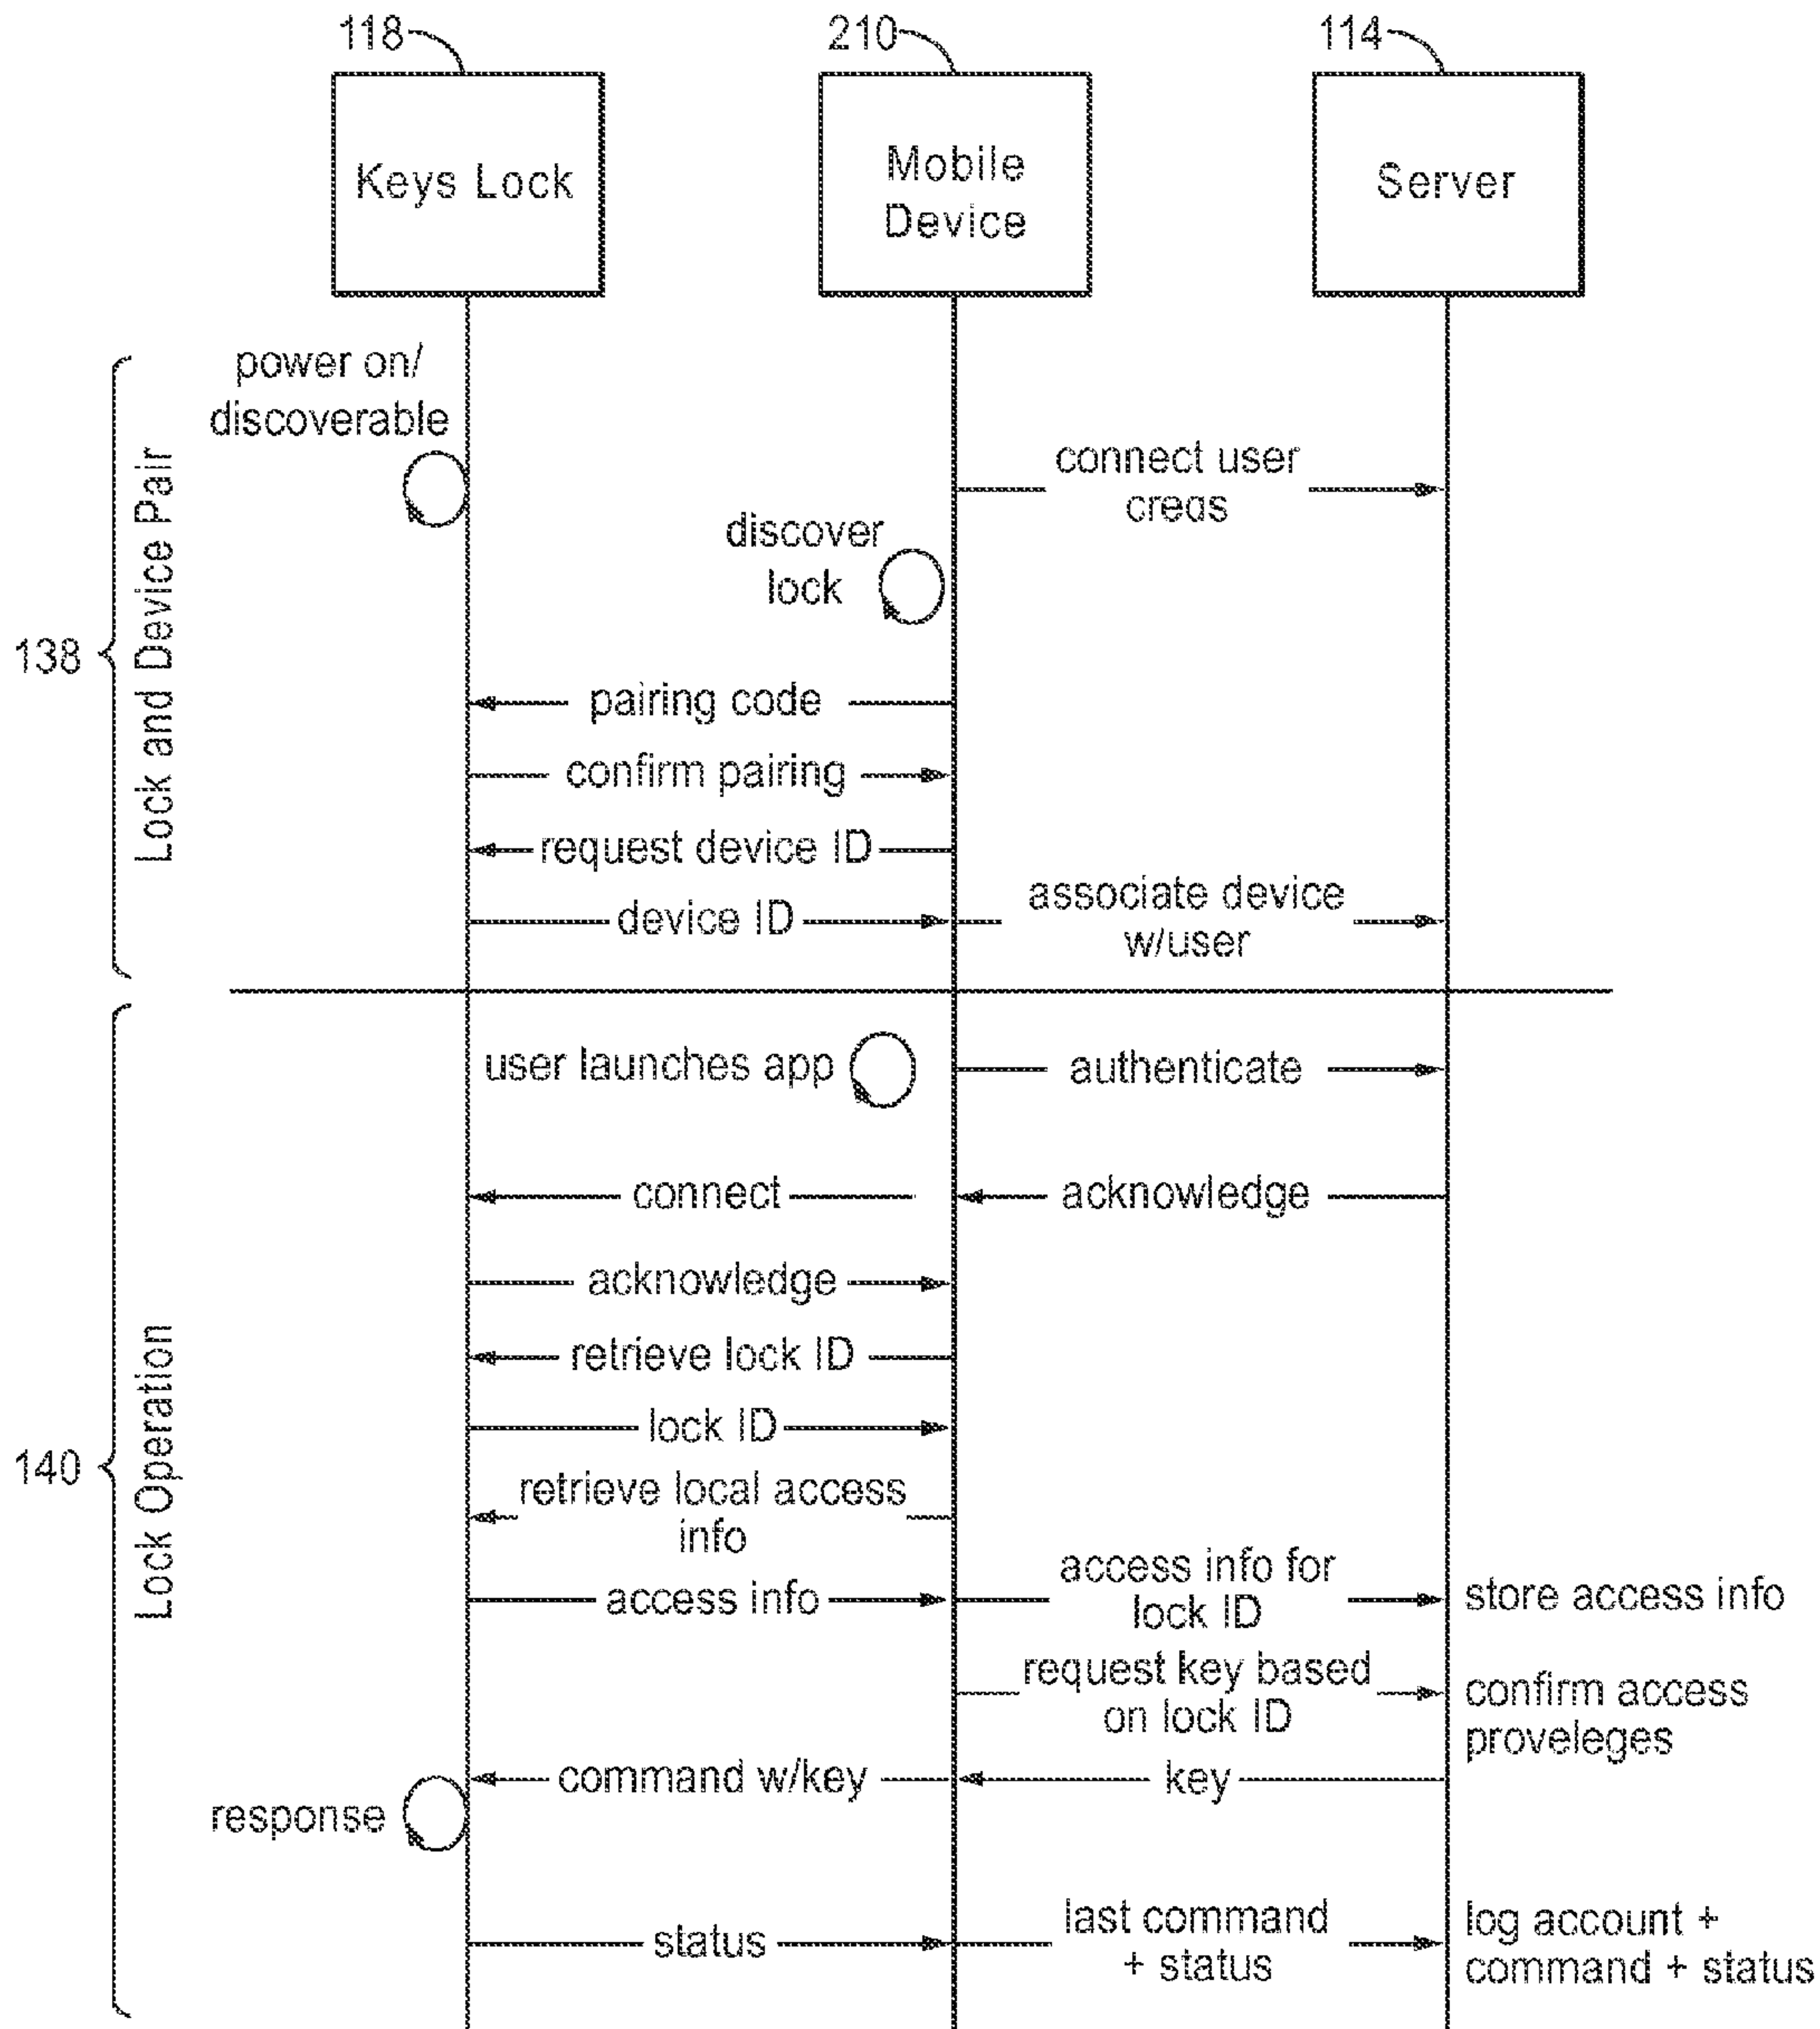 118
210
114
Keys Lock
Mobile
Device
Server
138
Lock and Device Pair
power on/
discoverable
connect user
creds
discover
lock
pairing code
confirm pairing
request device ID
device ID
associate device
w/user
140
Lock Operation
user launches app
authenticate
connect
acknowledge
acknowledge
retrieve lock ID
lock ID
retrieve local access
info
access info
access info for
lock ID
store access info
request key based
on lock ID
confirm access
proveleges
command w/key
key
response
status
last command
+ status
log account +
command + status